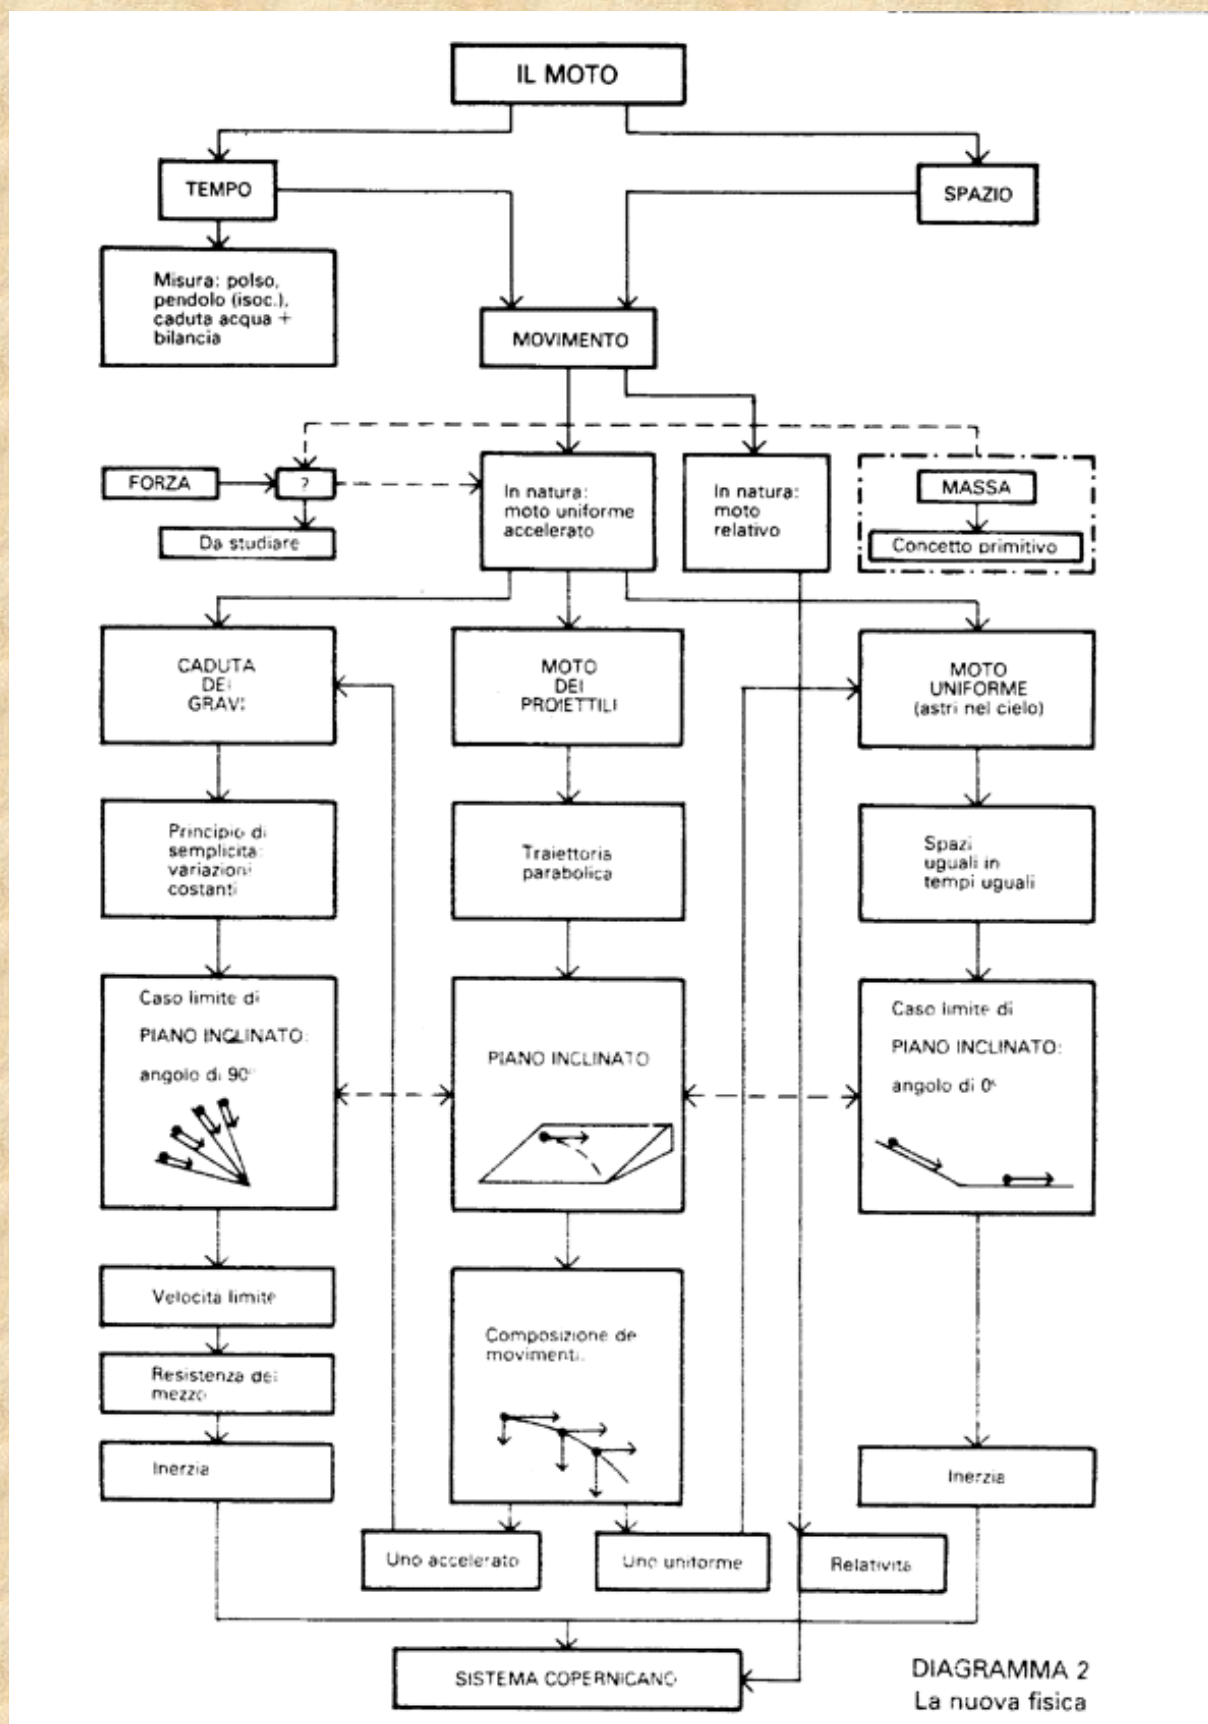 IL MOTO
TEMPO
SPAZIO
Misura: polso,
pendolo (isoc.),
caduta acqua +
bilancia
MOVIMENTO
FORZA
?
Da studiare
In natura:
moto uniforme
accelerato
In natura:
moto
relativo
MASSA
Concetto primitivo
CADUTA
DEI
GRAVI
MOTO
DEI
PROIETTILI
MOTO
UNIFORME
(astri nel cielo)
Principio di
semplicita:
variazioni
costanti
Traiettoria
parabolica
Spazi
uguali in
tempi uguali
Caso limite di
PIANO INCLINATO:
angolo di 90°
PIANO INCLINATO
Caso limite di
PIANO INCLINATO:
angolo di 0°
Velocita limite
Resistenza dei
mezzo
Composizione de
movimenti.
Inerzia
Inerzia
Uno accelerato
Uno uniforme
Relatività
SISTEMA COPERNICANO
DIAGRAMMA 2
La nuova fisica